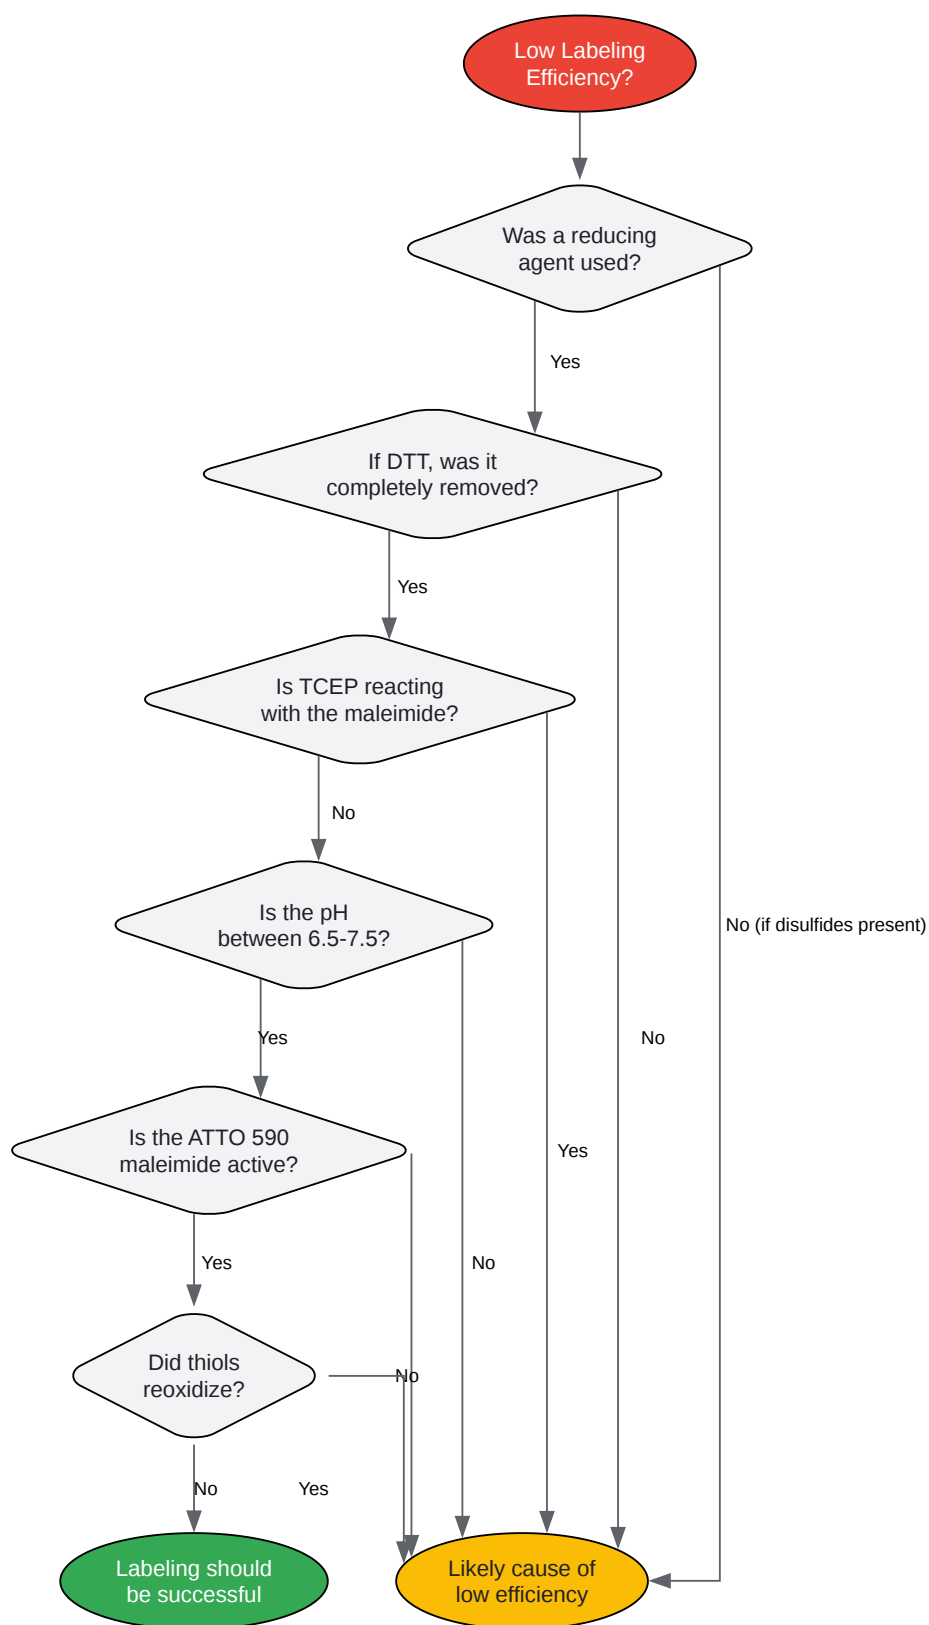 Low Labeling
Efficiency?
Was a reducing
agent used?
Yes
If DTT, was it
completely removed?
Yes
Is TCEP reacting
with the maleimide?
No
Is the pH
between 6.5-7.5?
No (if disulfides present)
Yes
No
Is the ATTO 590
maleimide active?
Yes
Yes
No
Did thiols
reoxidize?
No
No
Yes
Labeling should
be successful
Likely cause of
low efficiency